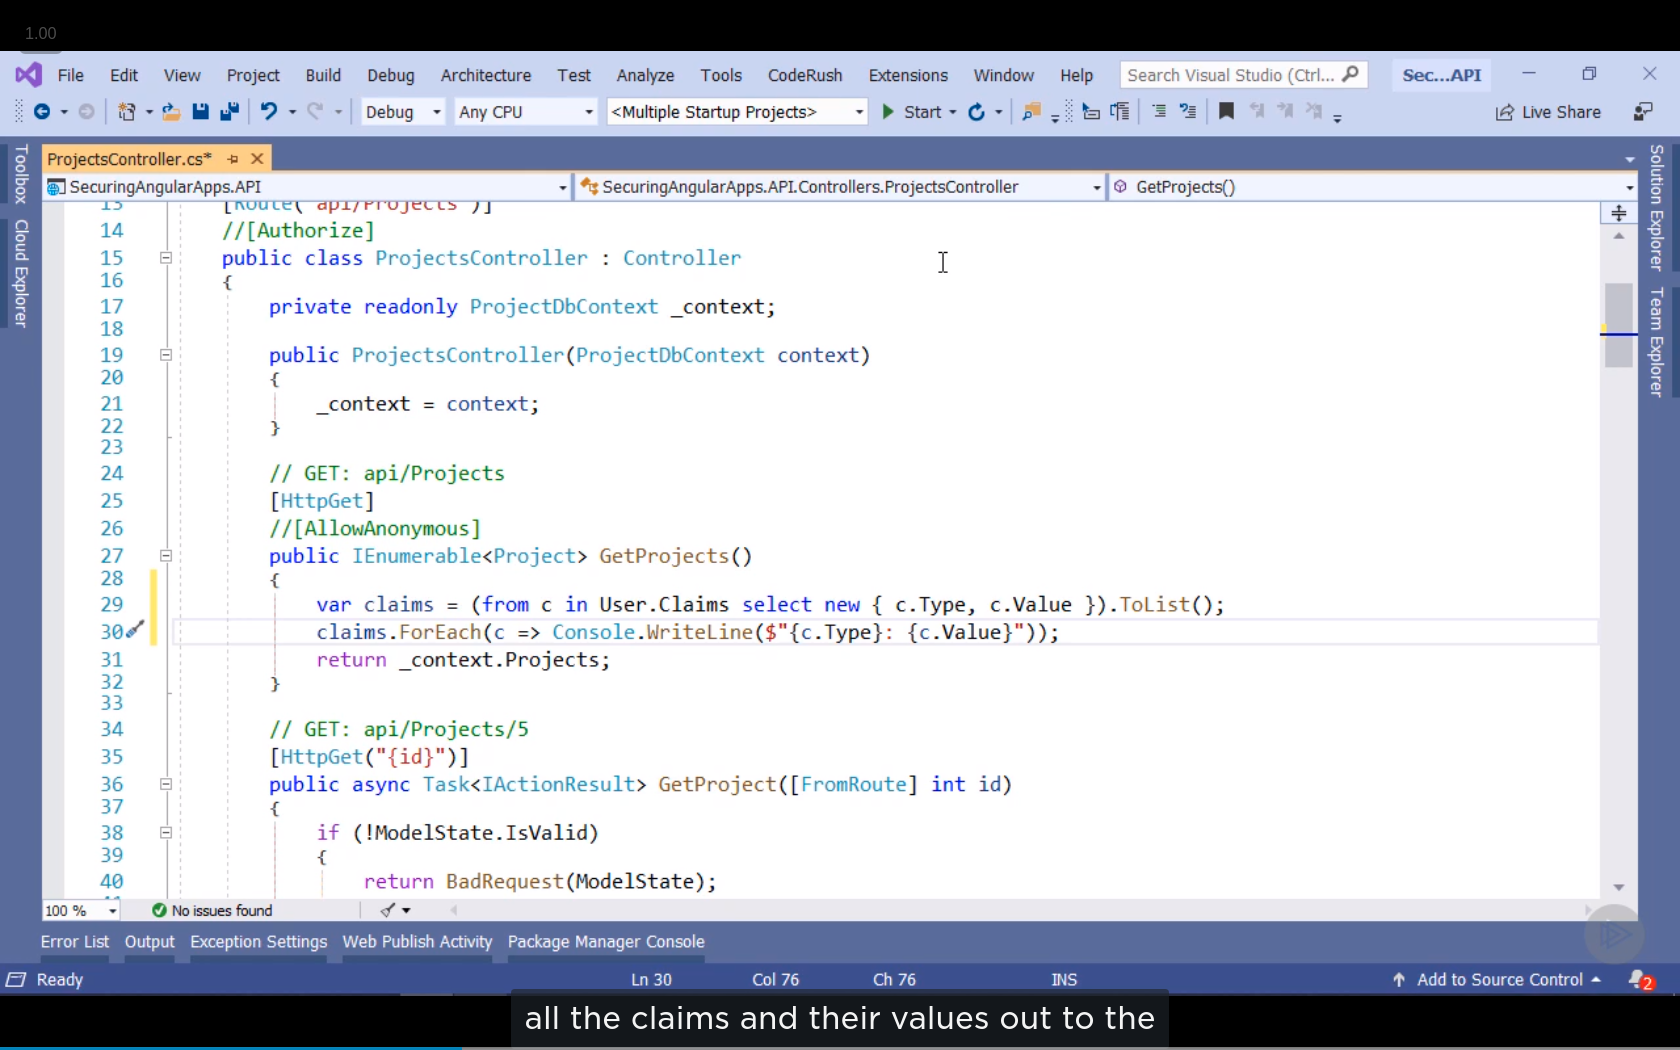 1.00
File Edit View Project Build Debug Architecture Test Analyze Tools CodeRush Extensions Window Help Search Visual Studio (Ctrl... Sec...API
Debug Any CPU <Multiple Startup Projects> Start Live Share
ProjectsController.cs*
SecuringAngularApps.API SecuringAngularApps.API.Controllers.ProjectsController GetProjects()
Toolbox
Cloud Explorer
Solution Explorer
Team Explorer
13 [Route("api/Projects")]
14 //[Authorize]
15 public class ProjectsController : Controller
16 {
17 private readonly ProjectDbContext _context;
18
19 public ProjectsController(ProjectDbContext context)
20 {
21 _context = context;
22 }
23
24 // GET: api/Projects
25 [HttpGet]
26 //[AllowAnonymous]
27 public IEnumerable<Project> GetProjects()
28 {
29 var claims = (from c in User.Claims select new { c.Type, c.Value }).ToList();
30 claims.ForEach(c => Console.WriteLine($"{c.Type}: {c.Value}"));
31 return _context.Projects;
32 }
33
34 // GET: api/Projects/5
35 [HttpGet("{id}")]
36 public async Task<IActionResult> GetProject([FromRoute] int id)
37 {
38 if (!ModelState.IsValid)
39 {
40 return BadRequest(ModelState);
100 % No issues found
Error List Output Exception Settings Web Publish Activity Package Manager Console
Ready Ln 30 Col 76 Ch 76 INS Add to Source Control 2
all the claims and their values out to the